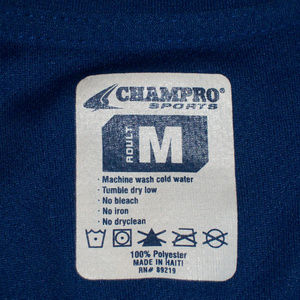 CHAMPRO
SPORTS
ADULT
M
• Machine wash cold water
• Tumble dry low
• No bleach
• No iron
• No dryclean
100% Polyester
MADE IN HAITI
RN# 89219